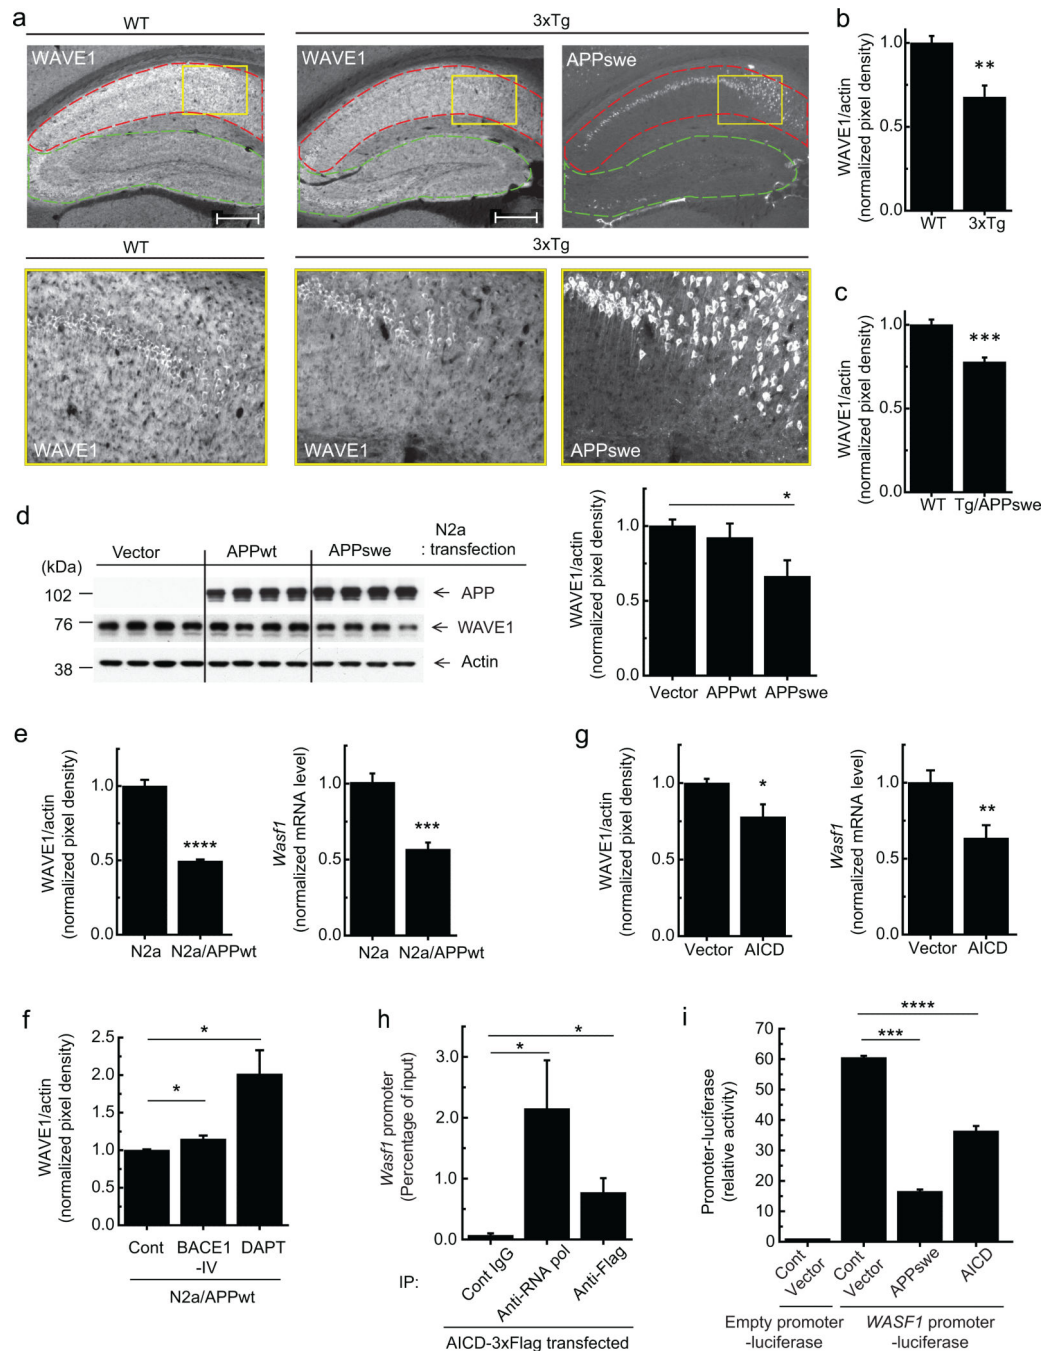 a
WT
3xTg
WAVE1
WAVE1
APPswe
WT
3xTg
WAVE1
WAVE1
APPswe
b
WAVE1/actin
(normalized pixel density)
1.0
0.5
0.0
**
WT
3xTg
c
WAVE1/actin
(normalized pixel density)
1.0
0.5
0.0
***
WT
Tg/APPswe
d
(kDa)
Vector
APPwt
APPswe
N2a
: transfection
102
76
38
← APP
← WAVE1
← Actin
WAVE1/actin
(normalized pixel density)
1.0
0.5
0.0
*
Vector
APPwt
APPswe
e
WAVE1/actin
(normalized pixel density)
1.0
0.5
0.0
****
N2a
N2a/APPwt
Wasf1
(normalized mRNA level)
1.0
0.5
0.0
***
N2a
N2a/APPwt
g
WAVE1/actin
(normalized pixel density)
1.0
0.5
0.0
*
Vector
AICD
Wasf1
(normalized mRNA level)
1.0
0.5
0.0
**
Vector
AICD
f
WAVE1/actin
(normalized pixel density)
2.5
2.0
1.5
1.0
0.5
0.0
*
*
Cont
BACE1
-IV
DAPT
N2a/APPwt
h
Wasf1 promoter
(Percentage of input)
3.0
2.0
1.0
0.0
*
*
IP:
Cont IgG
Anti-RNA pol
Anti-Flag
AICD-3xFlag transfected
i
Promoter-luciferase
(relative activity)
70
60
50
40
30
20
10
0
****
***
Cont
Vector
Cont
Vector
APPswe
AICD
Empty promoter
-luciferase
WASF1 promoter
-luciferase